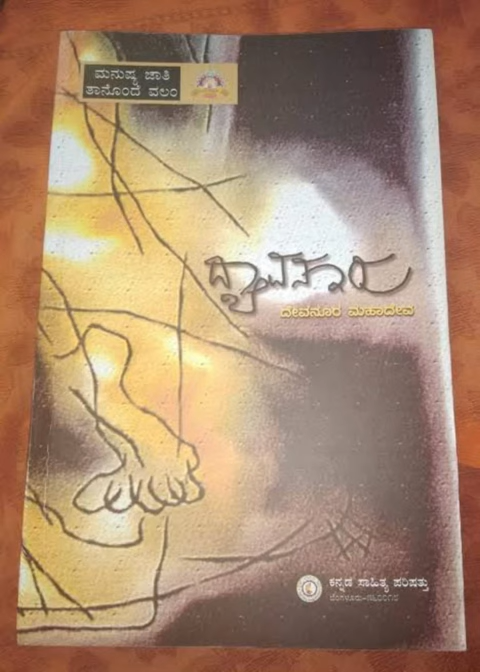 ಮನುಷ್ಯ ಜಾತಿ
ತಾನೊಂದೆ ವಲಂ
ದ್ಯಾವನೂರು
ದೇವನೂರ ಮಹಾದೇವ
ಕನ್ನಡ ಸಾಹಿತ್ಯ ಪರಿಷತ್ತು